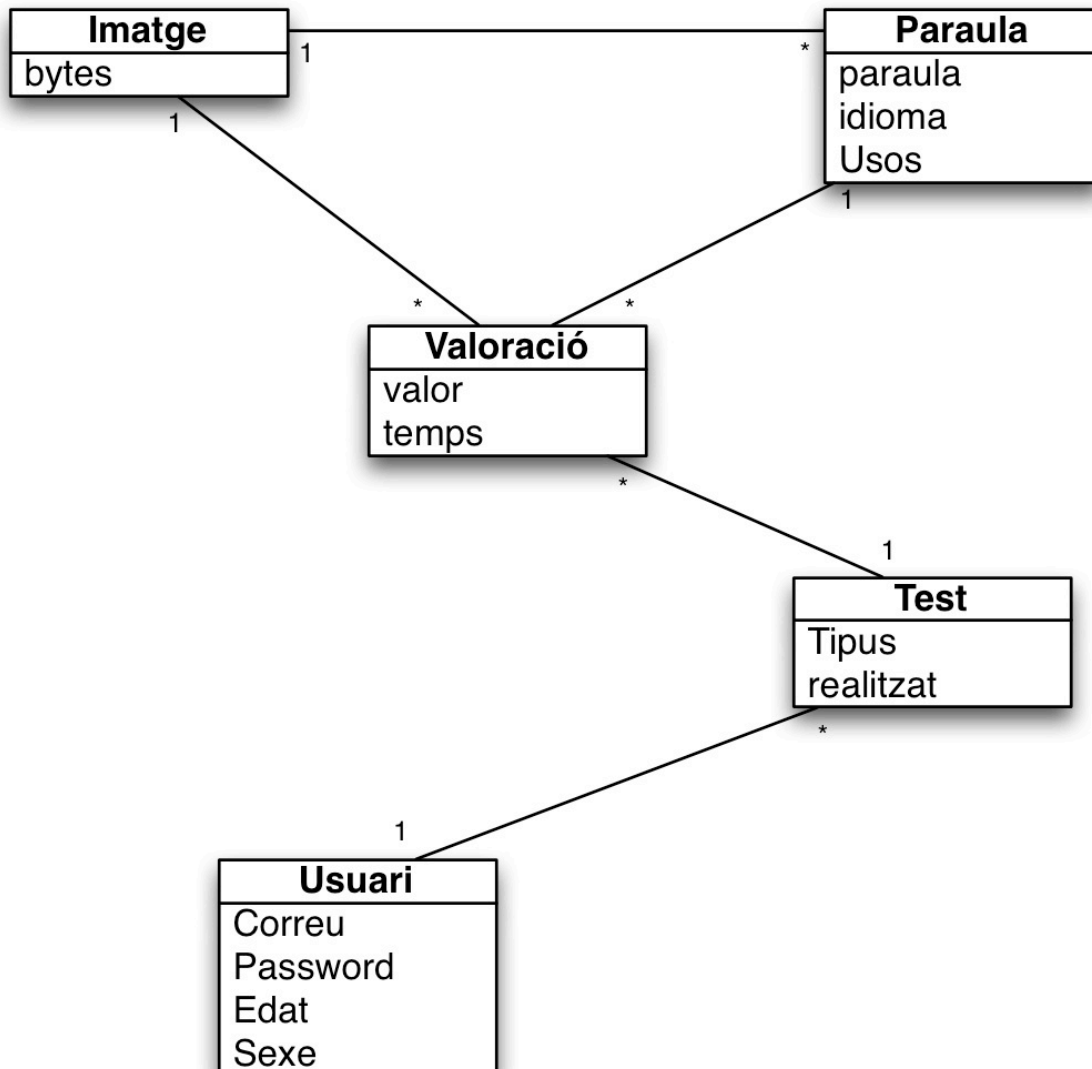 Imatge
bytes
1
*
Paraula
paraula
idioma
Usos
1
1
*
*
Valoració
valor
temps
*
1
Test
Tipus
realitzat
*
1
Usuari
Correu
Password
Edat
Sexe